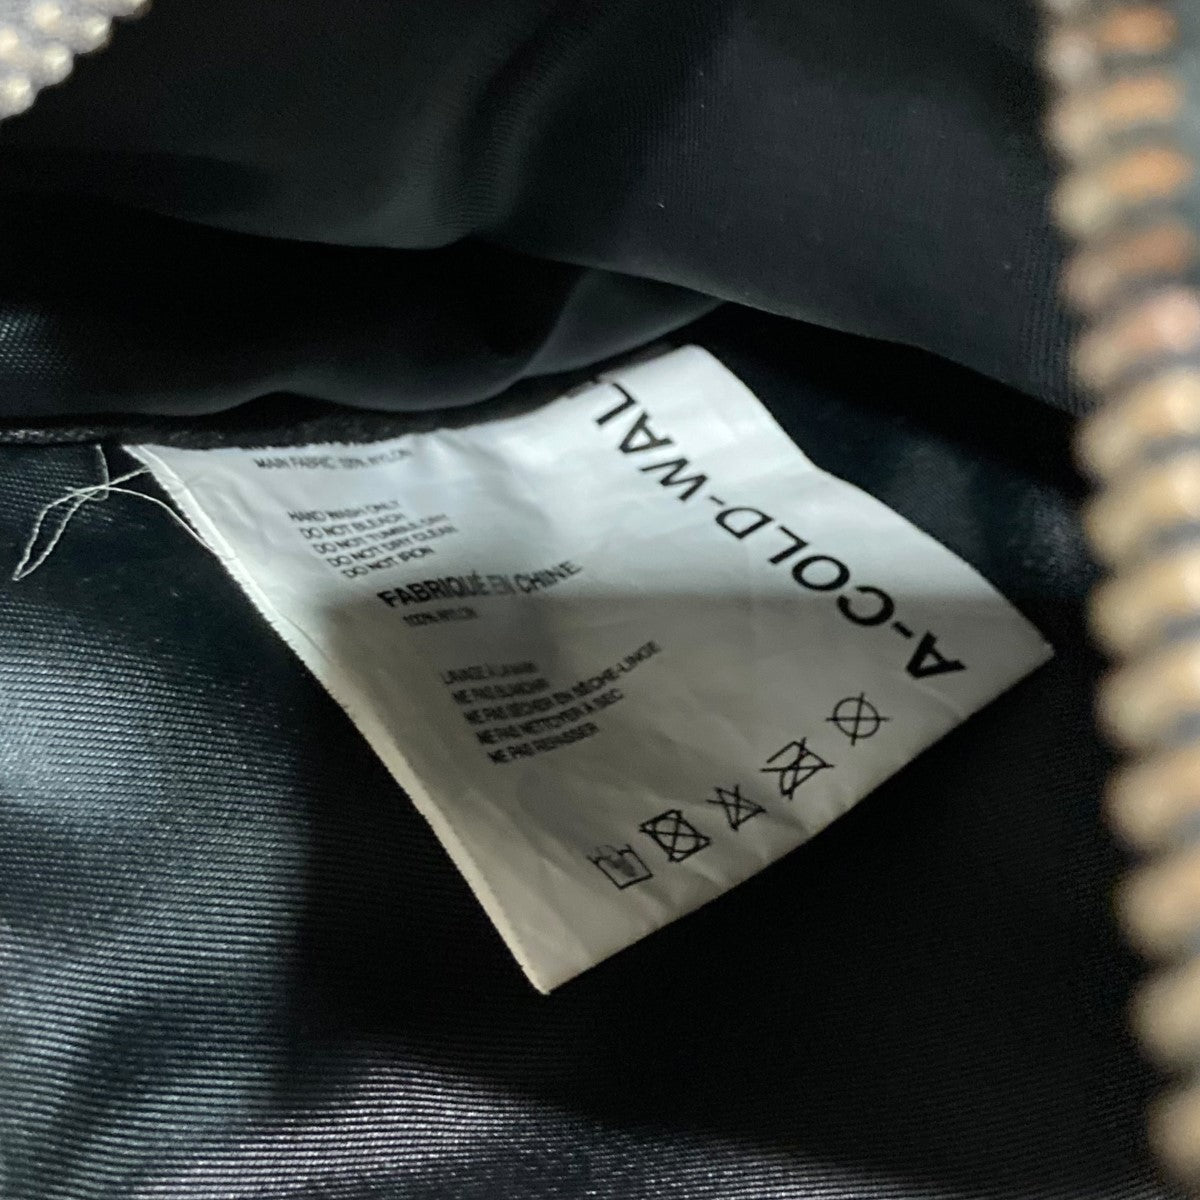 A-COLD-WALL
MAIN FABRIC NYLON
HAND WASH ONLY
DO NOT BLEACH
DO NOT TUMBLE DRY
DO NOT DRY CLEAN
DO NOT IRON
FABRIQUÉ EN CHINE
100% NYLON
LAVAGE À LA MAIN
NE PAS BLANCHIR
NE PAS SÉCHER EN SÈCHE-LINGE
NE PAS NETTOYER À SEC
NE PAS REPASSER